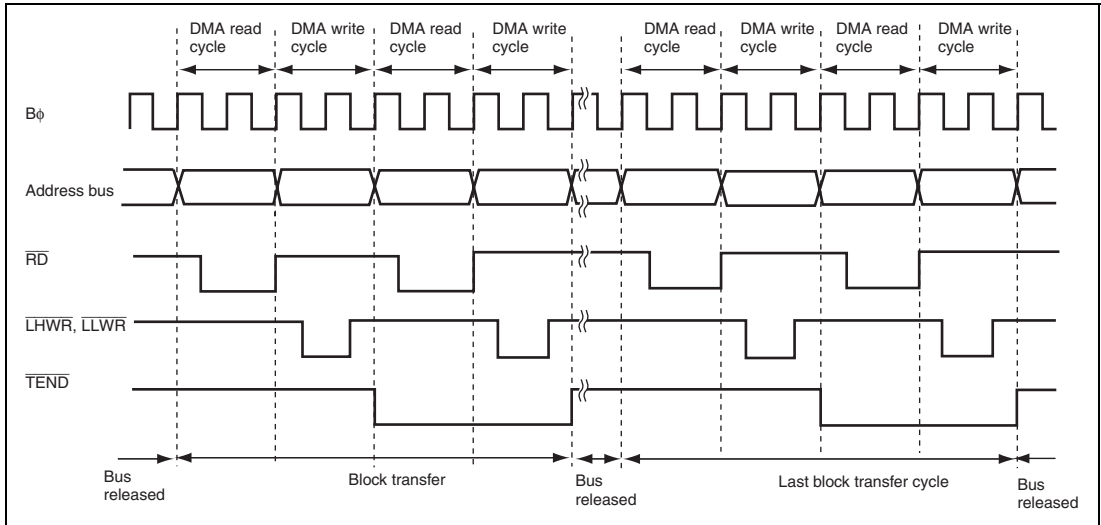 DMA read cycle
DMA write cycle
DMA read cycle
DMA write cycle
DMA read cycle
DMA write cycle
DMA read cycle
DMA write cycle
Bϕ
Address bus
RD
LHWR, LLWR
TEND
Bus released
Block transfer
Bus released
Last block transfer cycle
Bus released